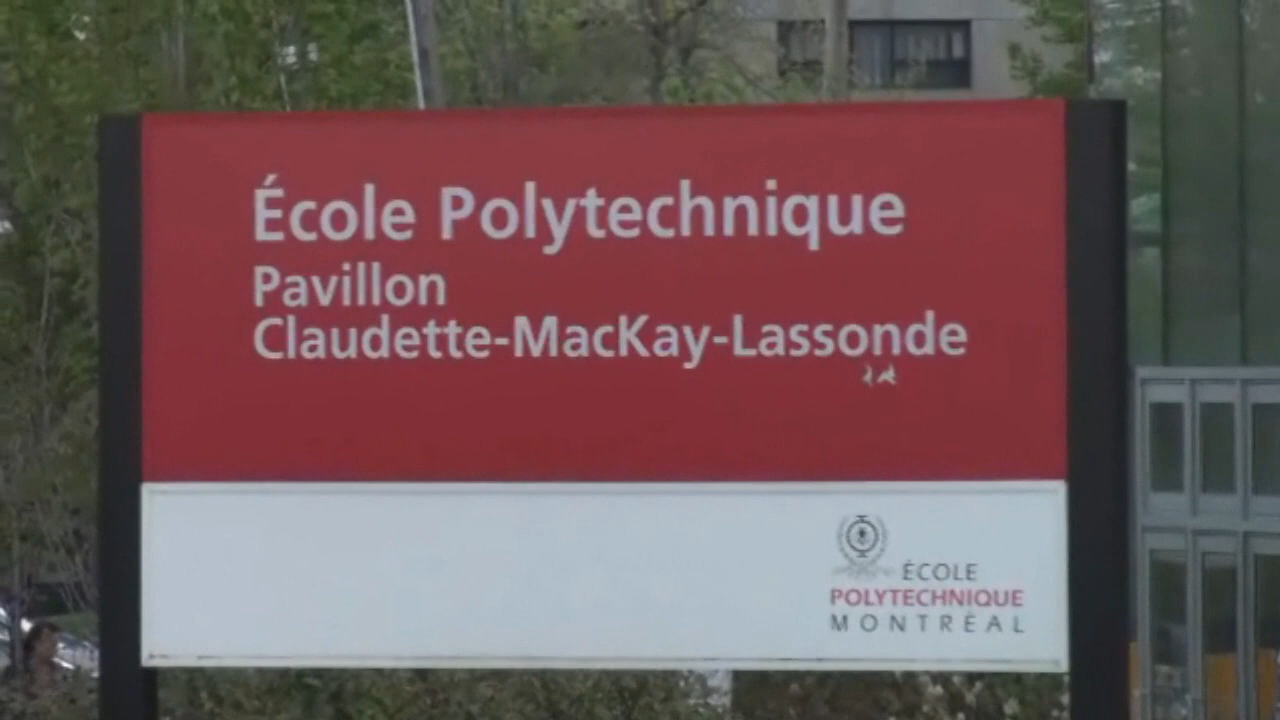 École Polytechnique
Pavillon
Claudette-MacKay-Lassonde
ÉCOLE
POLYTECHNIQUE
MONTRÉAL